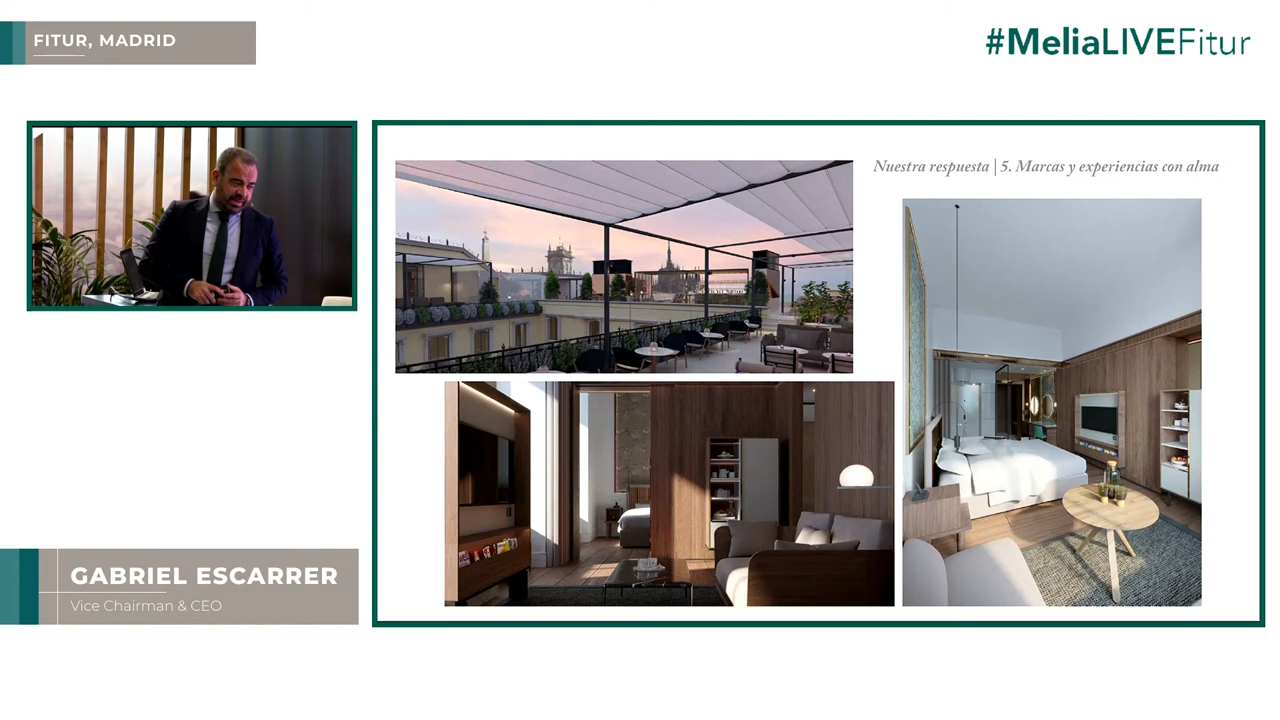 FITUR, MADRID
#MeliaLIVEFitur
Nuestra respuesta | 5. Marcas y experiencias con alma
GABRIEL ESCARRER
Vice Chairman & CEO